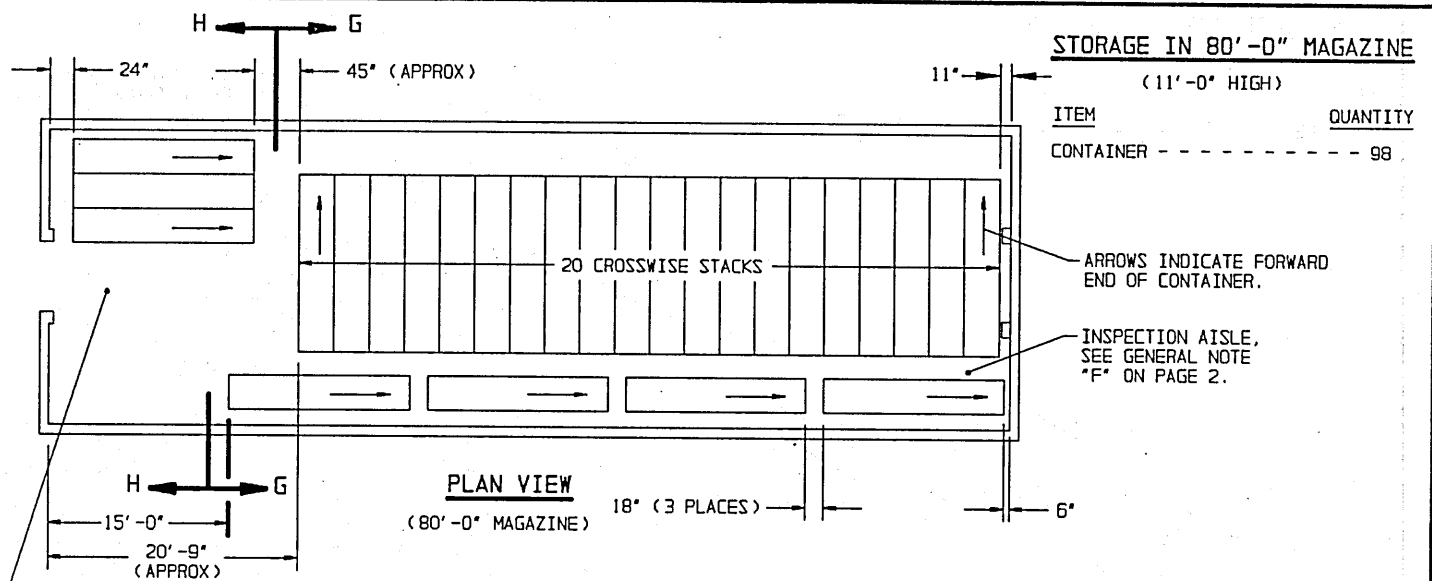 H G
24"
45" (APPROX)
11"
STORAGE IN 80'-0" MAGAZINE
(11'-0" HIGH)
ITEM QUANTITY
CONTAINER - - - - - - - - - - - 98
20 CROSSWISE STACKS
ARROWS INDICATE FORWARD
END OF CONTAINER.
INSPECTION AISLE,
SEE GENERAL NOTE
"F" ON PAGE 2.
H G
PLAN VIEW
(80'-0" MAGAZINE)
18" (3 PLACES)
6"
15'-0"
20'-9"
(APPROX)